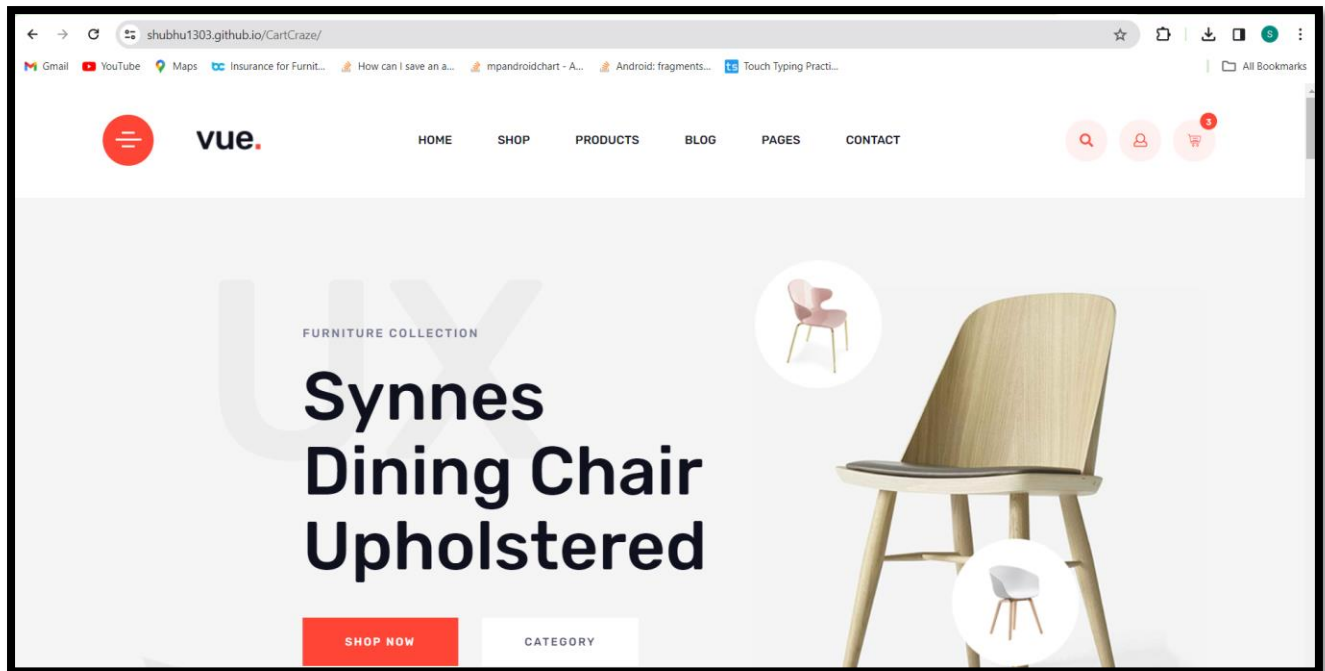 shubhu1303.github.io/CartCraze/
S
Gmail YouTube Maps Insurance for Furnit... How can I save an a... mpandroidchart - A... Android: fragments... ts Touch Typing Practi... All Bookmarks
vue. HOME SHOP PRODUCTS BLOG PAGES CONTACT 3
UX
FURNITURE COLLECTION
Synnes
Dining Chair
Upholstered
SHOP NOW CATEGORY